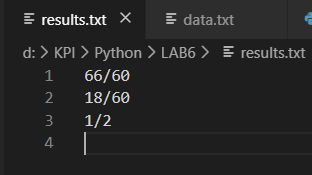 results.txt × data.txt
d: > KPI > Python > LAB6 > results.txt
1 66/60
2 18/60
3 1/2
4